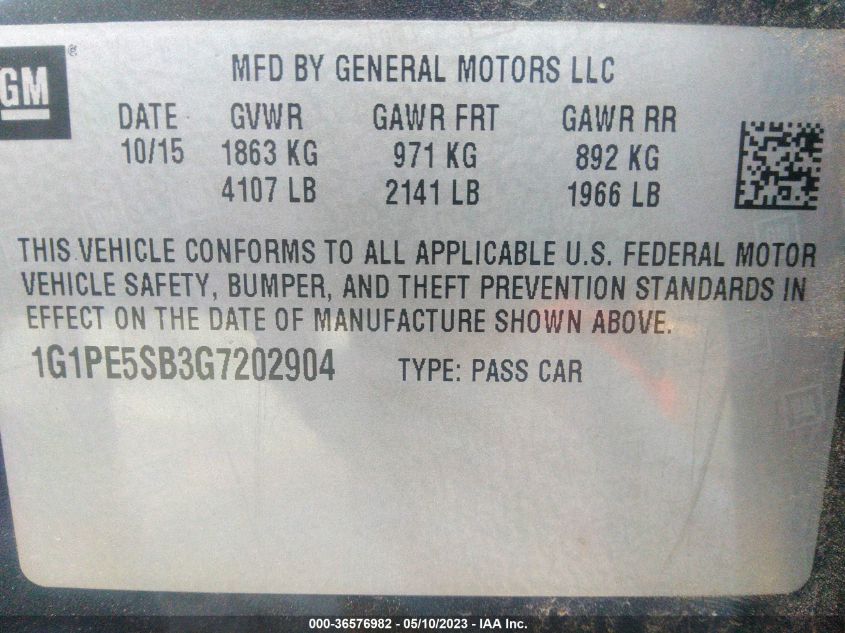 GM ®
MFD BY GENERAL MOTORS LLC
DATE GVWR GAWR FRT GAWR RR
10/15 1863 KG 971 KG 892 KG
4107 LB 2141 LB 1966 LB
THIS VEHICLE CONFORMS TO ALL APPLICABLE U.S. FEDERAL MOTOR
VEHICLE SAFETY, BUMPER, AND THEFT PREVENTION STANDARDS IN
EFFECT ON THE DATE OF MANUFACTURE SHOWN ABOVE.
1G1PE5SB3G7202904 TYPE: PASS CAR
000-36576982 - 05/10/2023 - IAA Inc.